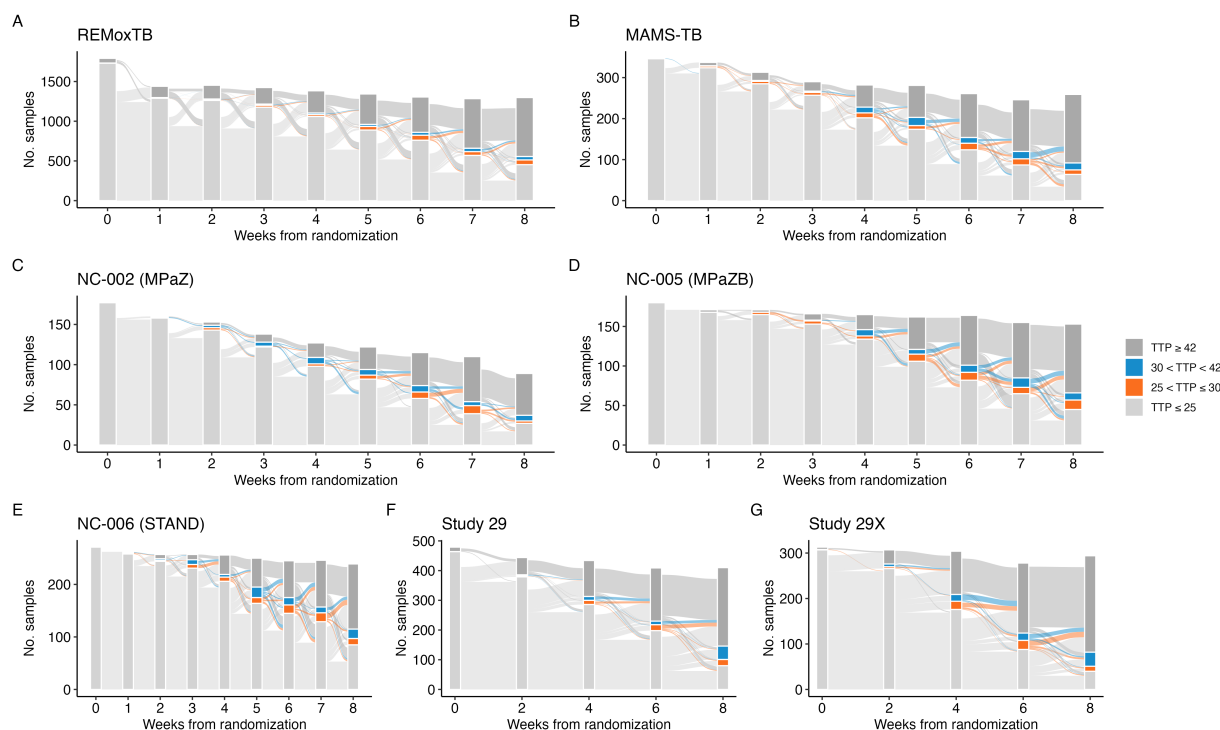 A
REMoxTB
No. samples
1500
1000
500
0
0 1 2 3 4 5 6 7 8
Weeks from randomization
B
MAMS-TB
No. samples
300
200
100
0
0 1 2 3 4 5 6 7 8
Weeks from randomization
C
NC-002 (MPaZ)
No. samples
150
100
50
0
0 1 2 3 4 5 6 7 8
Weeks from randomization
D
NC-005 (MPaZB)
No. samples
150
100
50
0
0 1 2 3 4 5 6 7 8
Weeks from randomization
TTP ≥ 42
30 < TTP < 42
25 < TTP ≤ 30
TTP ≤ 25
E
NC-006 (STAND)
No. samples
200
100
0
0 1 2 3 4 5 6 7 8
Weeks from randomization
F
Study 29
No. samples
500
400
300
200
100
0
0 2 4 6 8
Weeks from randomization
G
Study 29X
No. samples
300
200
100
0
0 2 4 6 8
Weeks from randomization